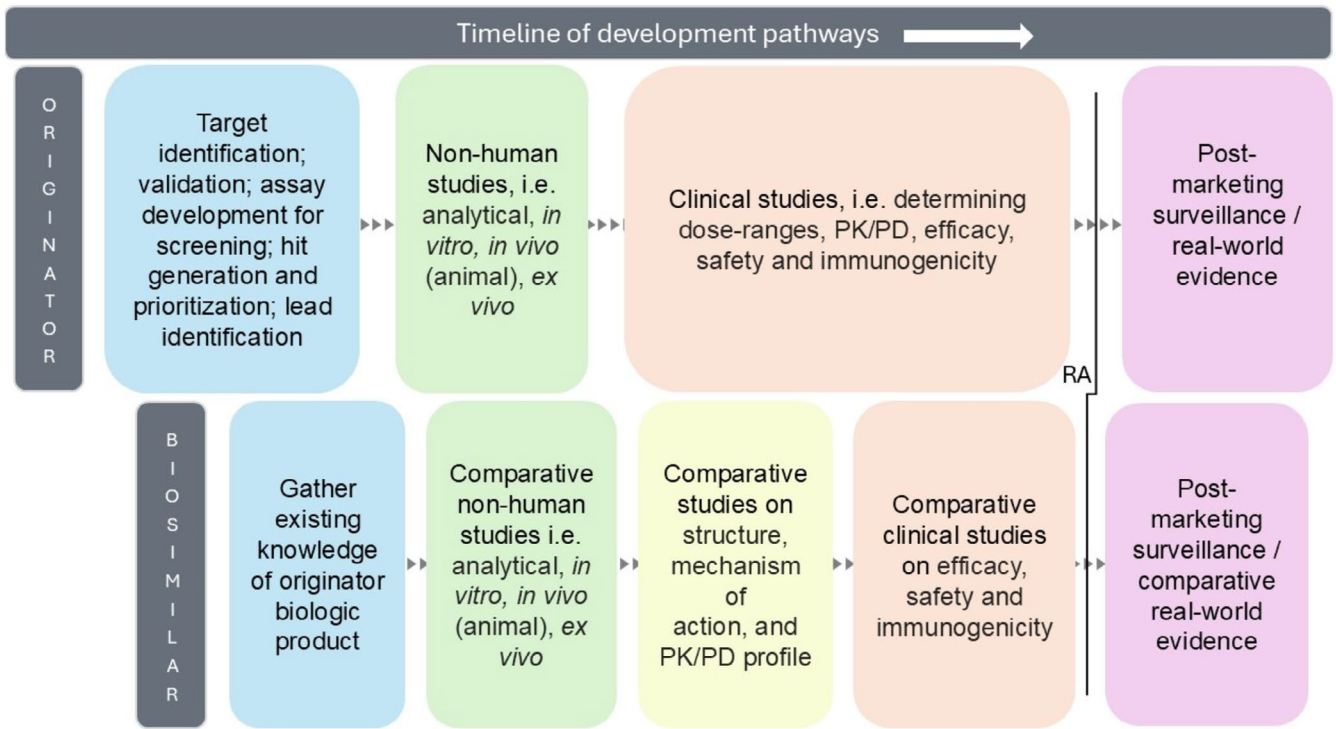 Timeline of development pathways
O
R
I
G
I
N
A
T
O
R
Target
identification;
validation; assay
development for
screening; hit
generation and
prioritization; lead
identification
Non-human
studies, i.e.
analytical, in
vitro, in vivo
(animal), ex
vivo
Clinical studies, i.e. determining
dose-ranges, PK/PD, efficacy,
safety and immunogenicity
RA
Post-
marketing
surveillance /
real-world
evidence
B
I
O
S
I
M
I
L
A
R
Gather
existing
knowledge
of originator
biologic
product
Comparative
non-human
studies i.e.
analytical, in
vitro, in vivo
(animal), ex
vivo
Comparative
studies on
structure,
mechanism
of
action, and
PK/PD profile
Comparative
clinical studies
on efficacy,
safety and
immunogenicity
Post-
marketing
surveillance /
comparative
real-world
evidence